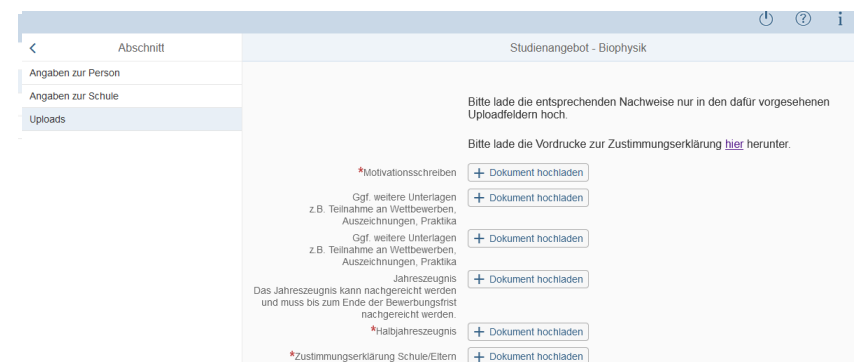 Abschnitt
Studienangebot - Biophysik
Angaben zur Person
Angaben zur Schule
Uploads
Bitte lade die entsprechenden Nachweise nur in den dafür vorgesehenen
Uploadfeldern hoch.
Bitte lade die Vordrucke zur Zustimmungserklärung hier herunter.
*Motivationsschreiben
+ Dokument hochladen
Ggf. weitere Unterlagen
z.B. Teilnahme an Wettbewerben,
Auszeichnungen, Praktika
+ Dokument hochladen
Ggf. weitere Unterlagen
z.B. Teilnahme an Wettbewerben,
Auszeichnungen, Praktika
+ Dokument hochladen
Jahreszeugnis
Das Jahreszeugnis kann nachgereicht werden
und muss bis zum Ende der Bewerbungsfrist
nachgereicht werden.
+ Dokument hochladen
*Halbjahreszeugnis
+ Dokument hochladen
*Zustimmungserklärung Schule/Eltern
+ Dokument hochladen